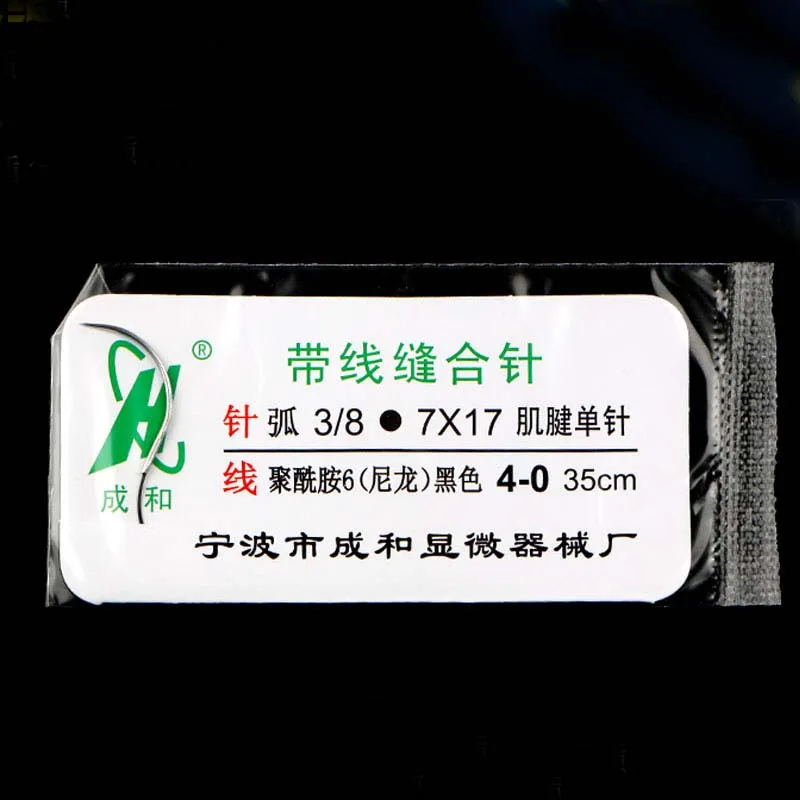 ®
带线缝合针
针 弧 3/8 ● 7X17 肌腱单针
线 聚酰胺6(尼龙)黑色 4-0 35cm
成和
宁波市成和显微器械厂